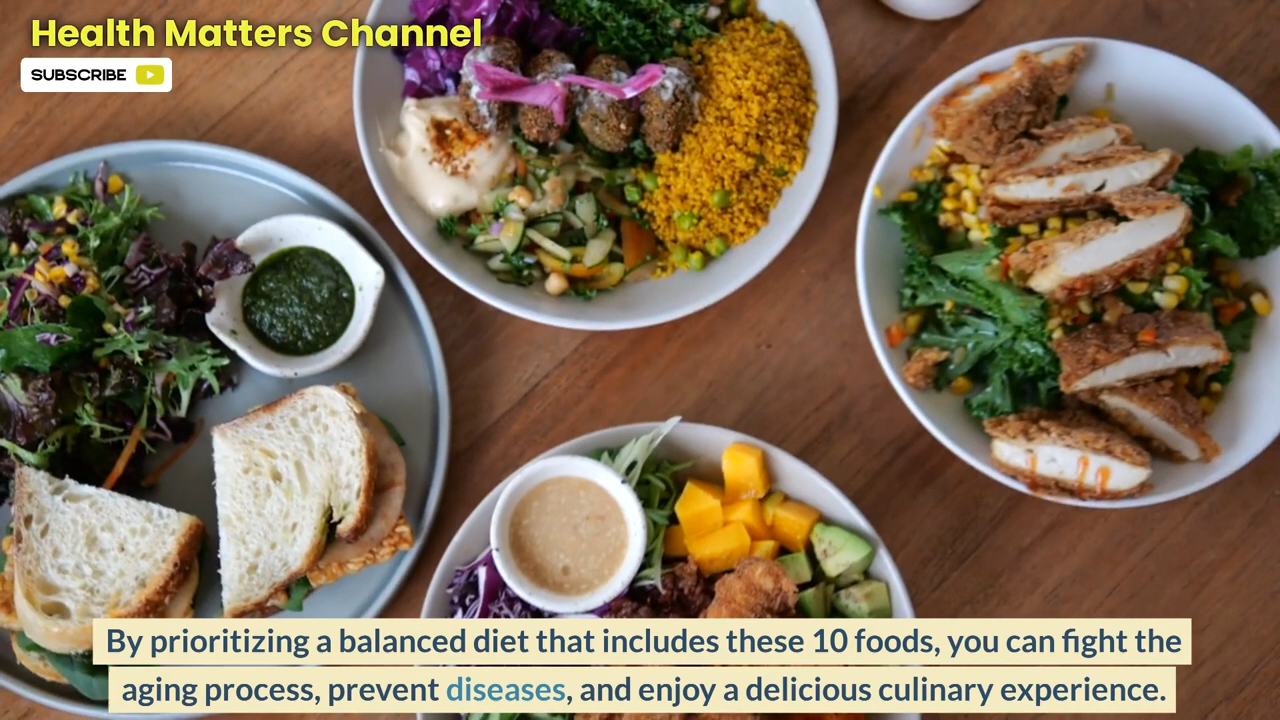 Health Matters Channel
SUBSCRIBE
By prioritizing a balanced diet that includes these 10 foods, you can fight the
aging process, prevent diseases, and enjoy a delicious culinary experience.